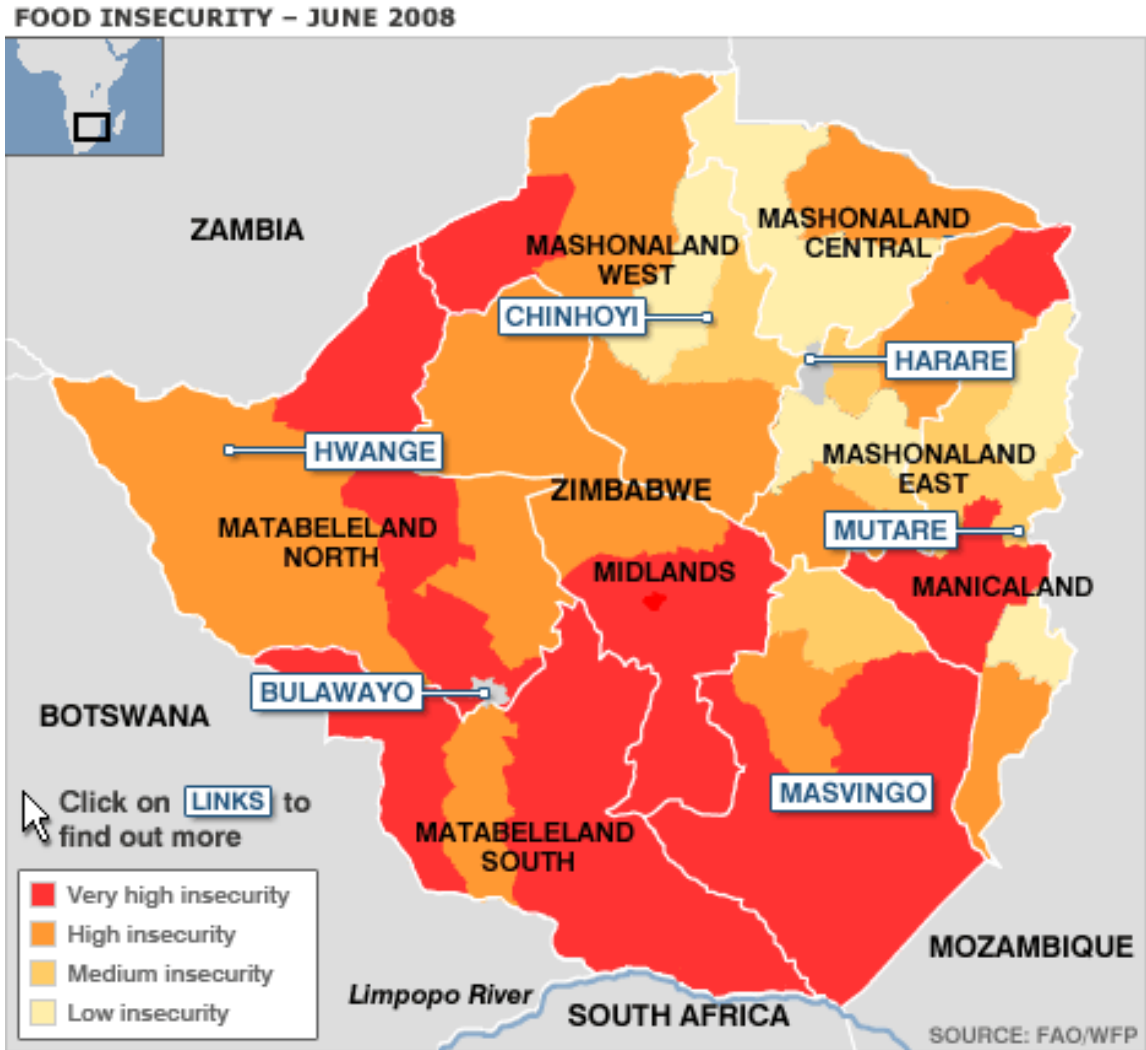 FOOD INSECURITY – JUNE 2008
ZAMBIA
MASHONALAND
CENTRAL
MASHONALAND
WEST
CHINHOYI
HARARE
HWANGE
MASHONALAND
EAST
ZIMBABWE
MATABELELAND
NORTH
MUTARE
MIDLANDS
MANICALAND
BULAWAYO
BOTSWANA
MASVINGO
Click on LINKS to
find out more
MATABELELAND
SOUTH
Very high insecurity
High insecurity
Medium insecurity
Low insecurity
MOZAMBIQUE
Limpopo River
SOUTH AFRICA
SOURCE: FAO/WFP